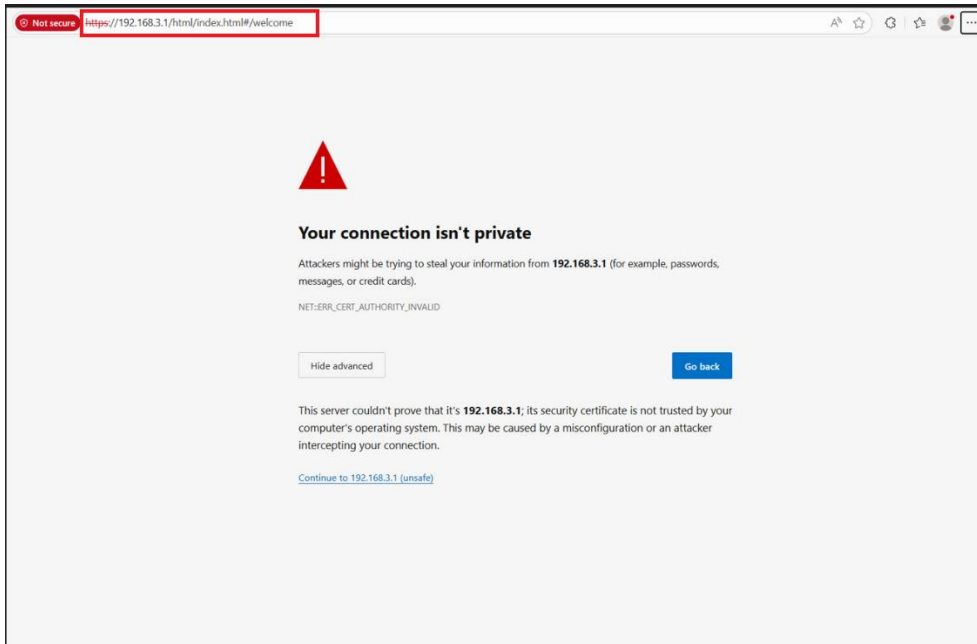 Not secure https://192.168.3.1/html/index.html#/welcome
Your connection isn't private
Attackers might be trying to steal your information from 192.168.3.1 (for example, passwords,
messages, or credit cards).
NET::ERR_CERT_AUTHORITY_INVALID
Hide advanced Go back
This server couldn't prove that it's 192.168.3.1; its security certificate is not trusted by your
computer's operating system. This may be caused by a misconfiguration or an attacker
intercepting your connection.
Continue to 192.168.3.1 (unsafe)